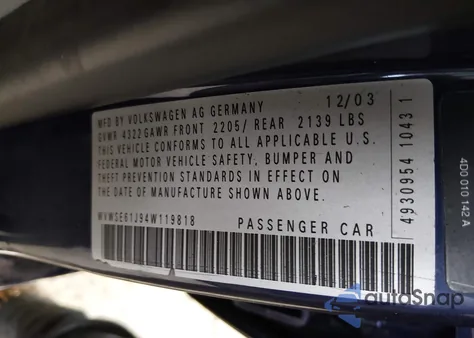 MFD BY VOLKSWAGEN AG GERMANY 12/03
GVWR 4322 GAWR FRONT 2205/ REAR 2139 LBS
THIS VEHICLE CONFORMS TO ALL APPLICABLE U.S.
FEDERAL MOTOR VEHICLE SAFETY, BUMPER AND
THEFT PREVENTION STANDARDS IN EFFECT ON
THE DATE OF MANUFACTURE SHOWN ABOVE.
WVWSE61J94W119818 PASSENGER CAR
4930954 10431
4D0 010 142 A
autoSnap